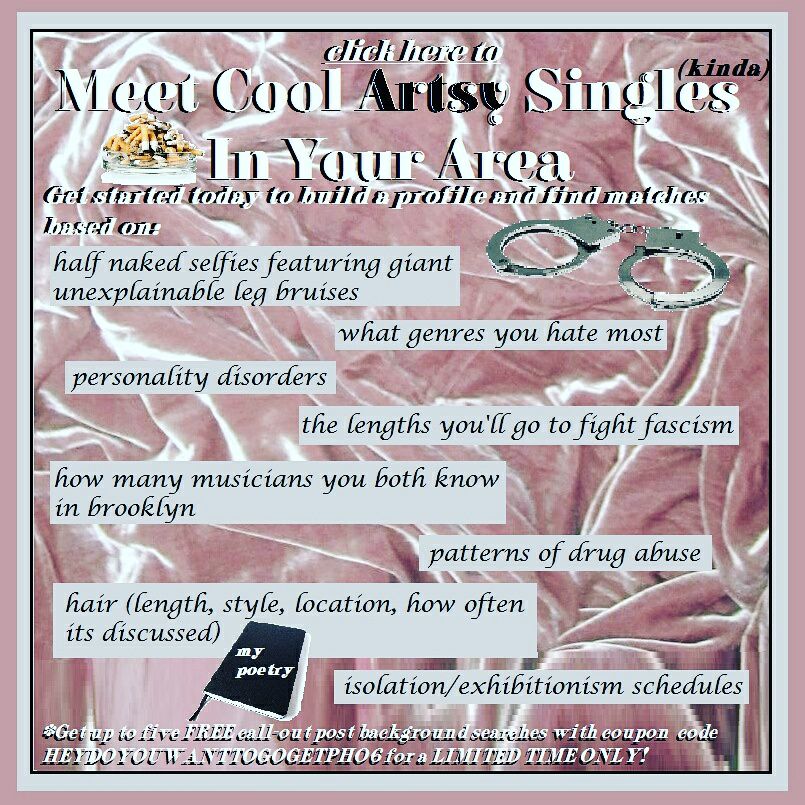 click here to
(kinda)
Meet Cool Artsy Singles
In Your Area
Get started today to build a profile and find matches
based on:
half naked selfies featuring giant
unexplainable leg bruises
what genres you hate most
personality disorders
the lengths you'll go to fight fascism
how many musicians you both know
in brooklyn
patterns of drug abuse
hair (length, style, location, how often
its discussed)
my
poetry
isolation/exhibitionism schedules
*Get up to five FREE call-out post background searches with coupon code
HEYDOYOUWANTTOGOGETPHO6 for a LIMITED TIME ONLY!